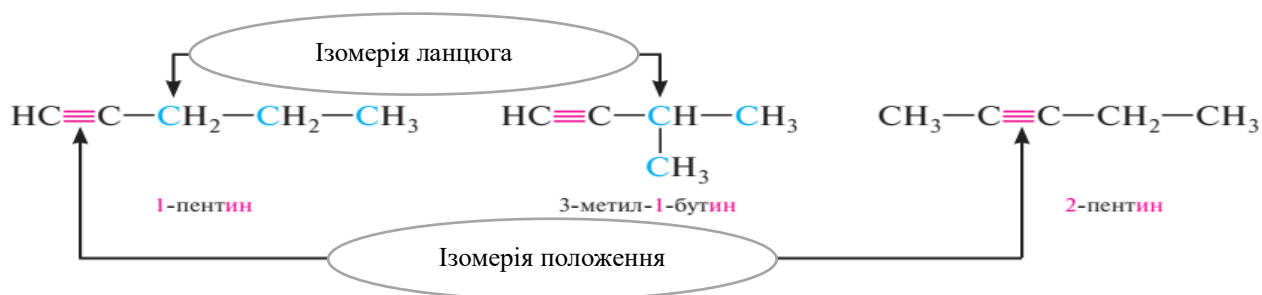 Ізомерія ланцюга
HC≡C—CH₂—CH₂—CH₃ HC≡C—CH—CH₃ CH₃—C≡C—CH₂—CH₃
CH₃
1-пентин 3-метил-1-бутин 2-пентин
Ізомерія положення